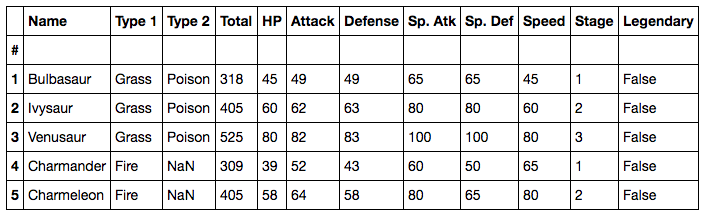 Name Type 1 Type 2 Total HP Attack Defense Sp. Atk Sp. Def Speed Stage Legendary
#
1 Bulbasaur Grass Poison 318 45 49 49 65 65 45 1 False
2 Ivysaur Grass Poison 405 60 62 63 80 80 60 2 False
3 Venusaur Grass Poison 525 80 82 83 100 100 80 3 False
4 Charmander Fire NaN 309 39 52 43 60 50 65 1 False
5 Charmeleon Fire NaN 405 58 64 58 80 65 80 2 False